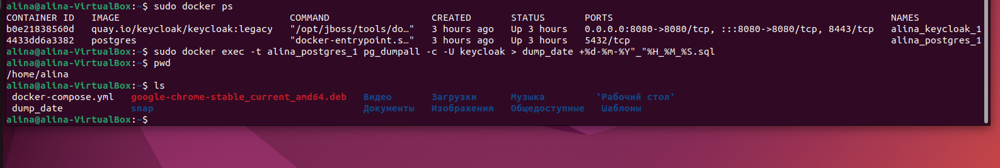 alina@alina-VirtualBox:~$ sudo docker ps
CONTAINER ID   IMAGE                              COMMAND                  CREATED       STATUS       PORTS                                                 NAMES
b0e21838560d   quay.io/keycloak/keycloak:legacy   "/opt/jboss/tools/do…"   3 hours ago   Up 3 hours   0.0.0.0:8080->8080/tcp, :::8080->8080/tcp, 8443/tcp   alina_keycloak_1
4433dd6a3382   postgres                           "docker-entrypoint.s…"   3 hours ago   Up 3 hours   5432/tcp                                              alina_postgres_1
alina@alina-VirtualBox:~$ sudo docker exec -t alina_postgres_1 pg_dumpall -c -U keycloak > dump_date +%d-%m-%Y"_"%H_%M_%S.sql
alina@alina-VirtualBox:~$ pwd
/home/alina
alina@alina-VirtualBox:~$ ls
docker-compose.yml   google-chrome-stable_current_amd64.deb   Видео       Загрузки      Музыка          'Рабочий стол'
dump_date            snap                                     Документы   Изображения   Общедоступные    Шаблоны
alina@alina-VirtualBox:~$